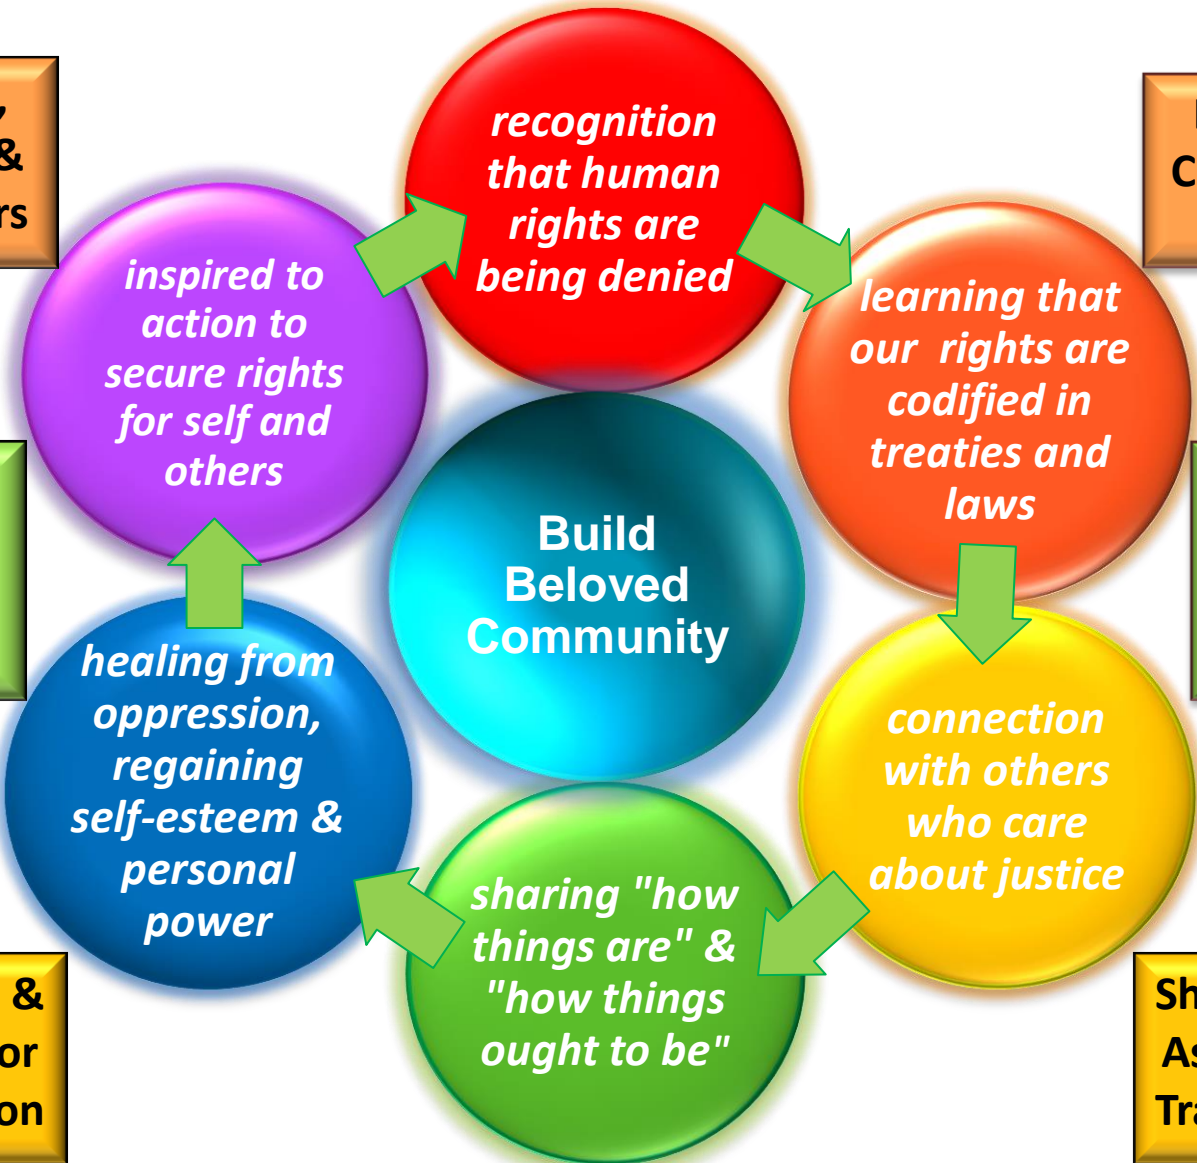 recognition
that human
rights are
being denied
learning that
our rights are
codified in
treaties and
laws
connection
with others
who care
about justice
sharing "how
things are" &
"how things
ought to be"
healing from
oppression,
regaining
self-esteem &
personal
power
inspired to
action to
secure rights
for self and
others
Build
Beloved
Community
&
&